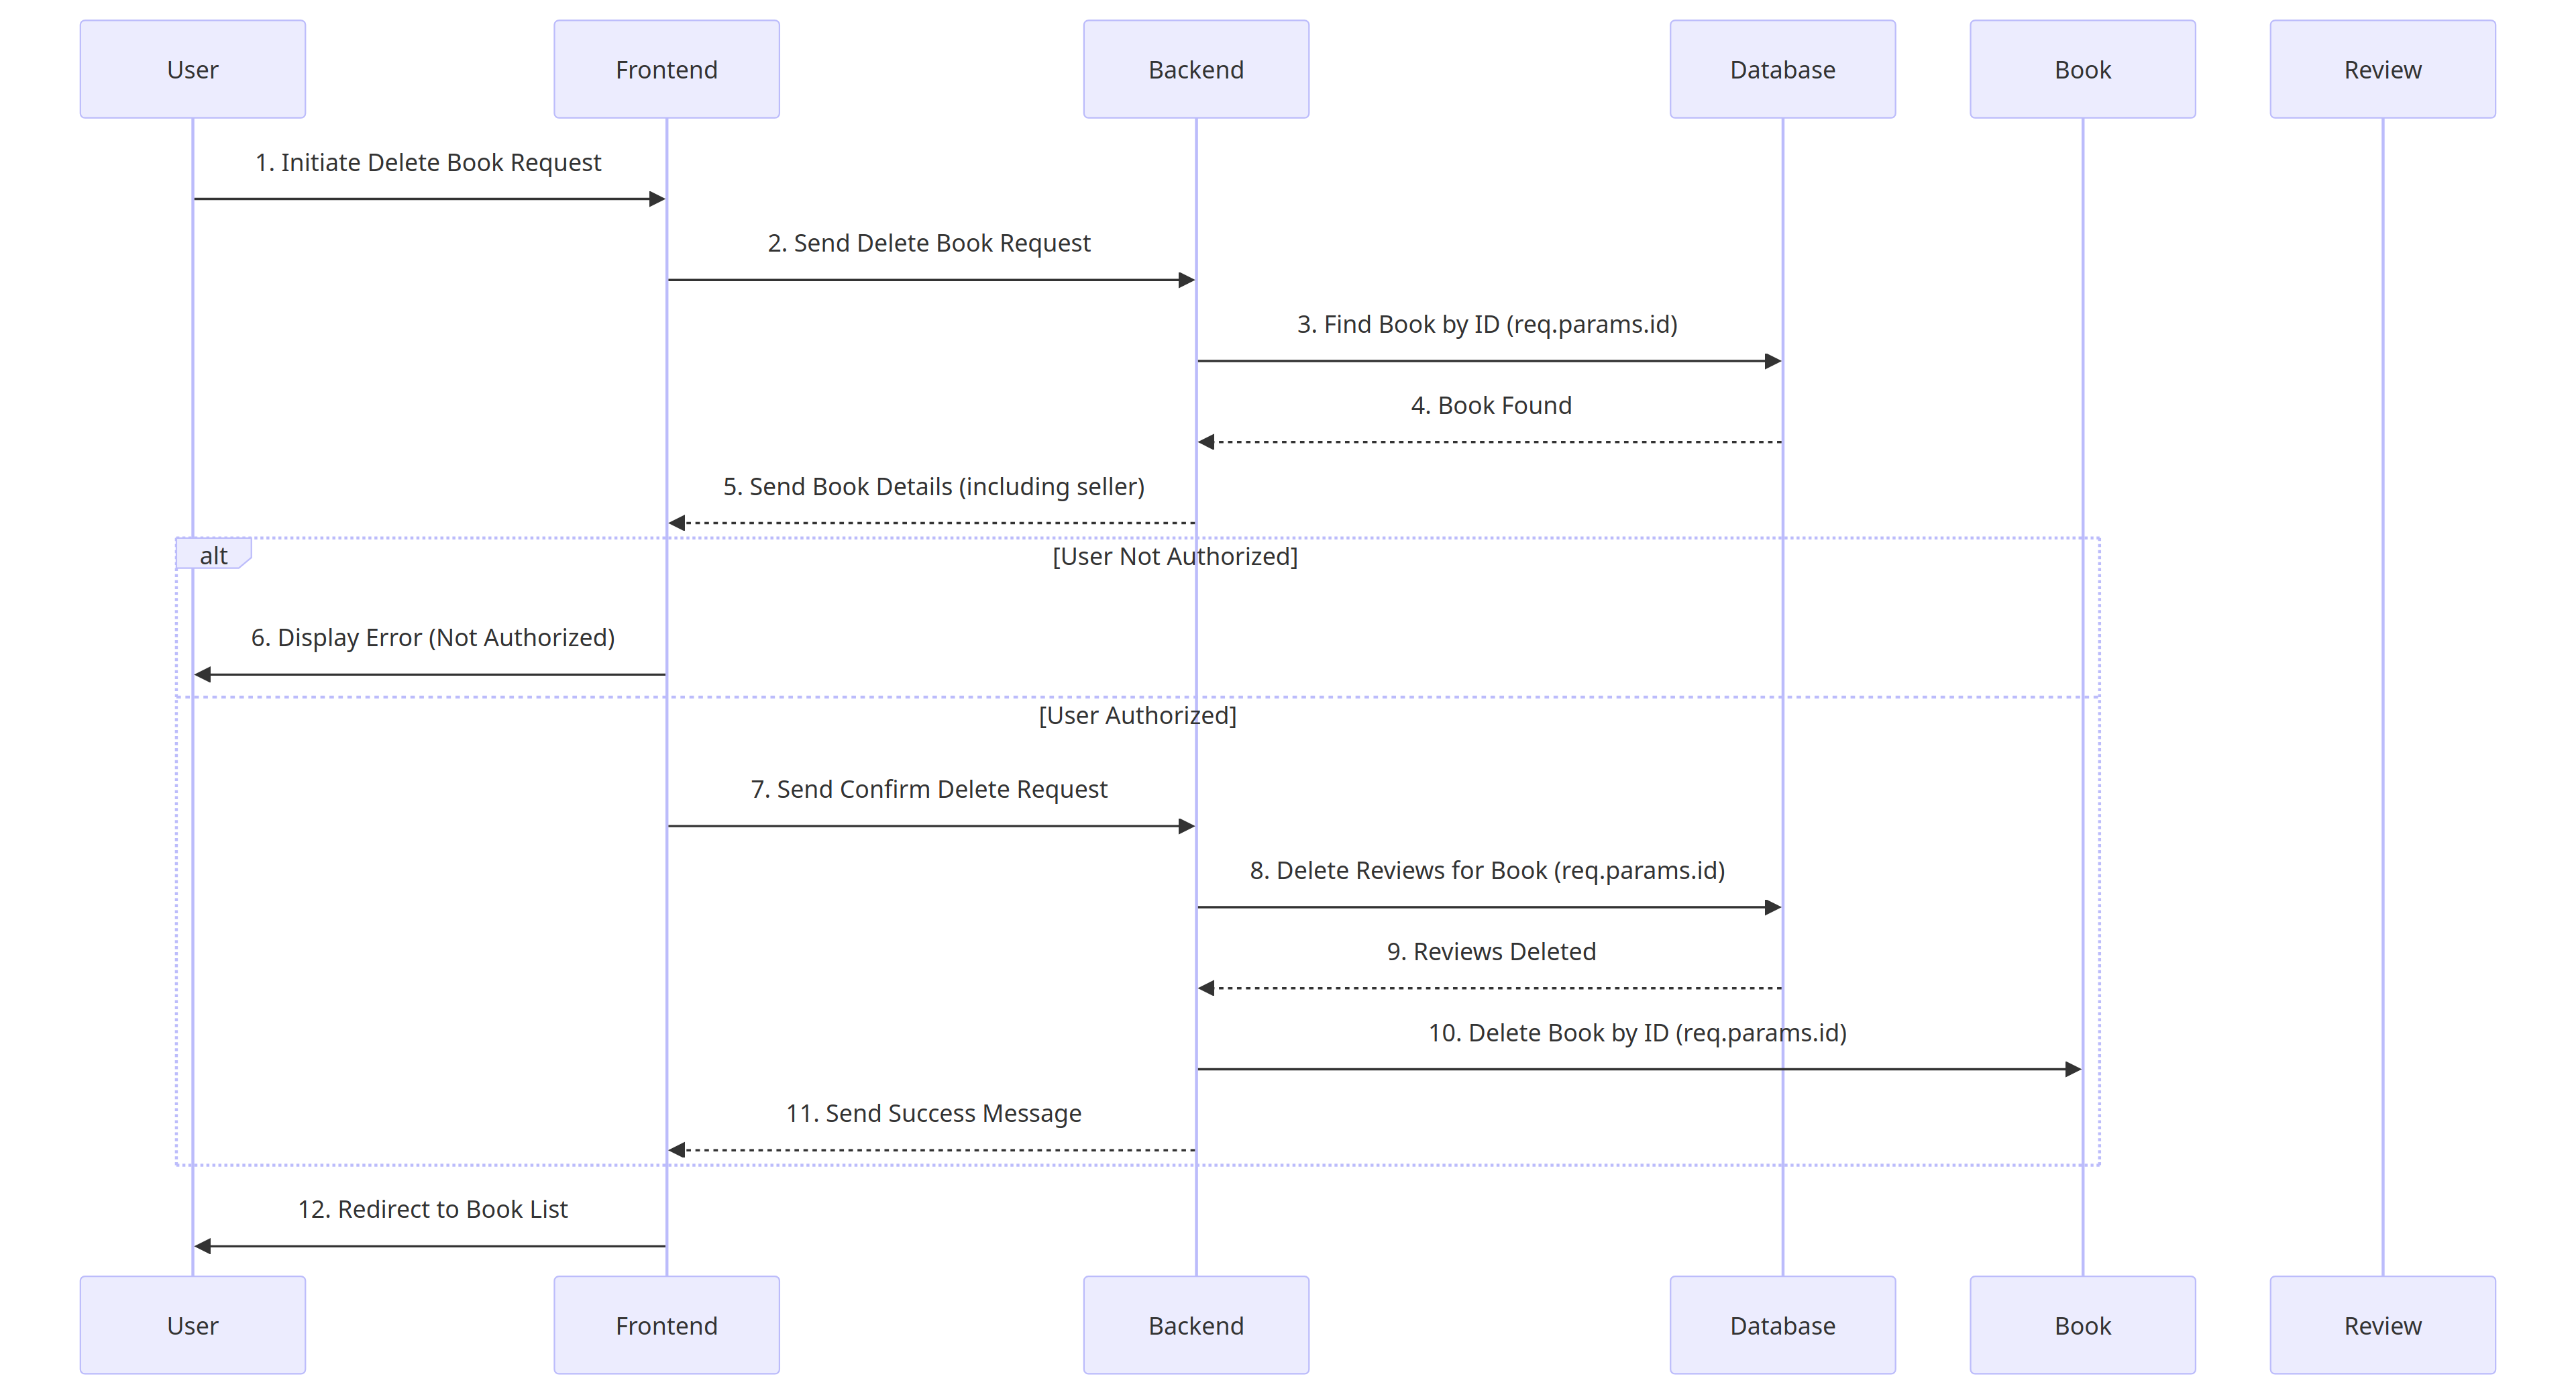 User
Frontend
Backend
Database
Book
Review
1. Initiate Delete Book Request
2. Send Delete Book Request
3. Find Book by ID (req.params.id)
4. Book Found
5. Send Book Details (including seller)
alt
[User Not Authorized]
6. Display Error (Not Authorized)
[User Authorized]
7. Send Confirm Delete Request
8. Delete Reviews for Book (req.params.id)
9. Reviews Deleted
10. Delete Book by ID (req.params.id)
11. Send Success Message
12. Redirect to Book List
User
Frontend
Backend
Database
Book
Review